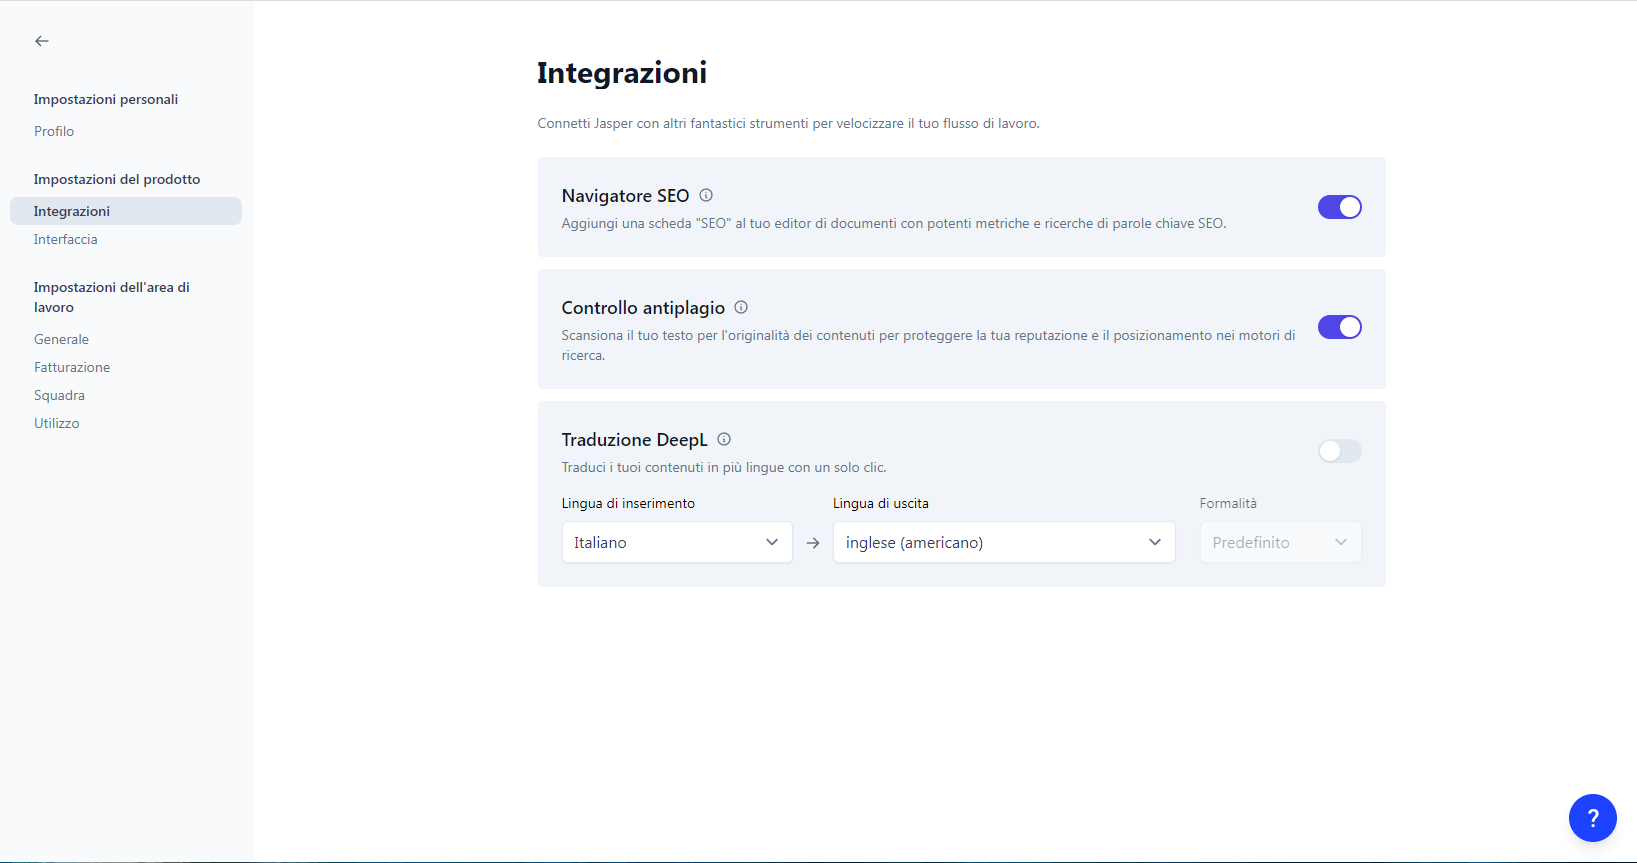 Impostazioni personali
Profilo
Impostazioni del prodotto
Integrazioni
Interfaccia
Impostazioni dell'area di
lavoro
Generale
Fatturazione
Squadra
Utilizzo
Integrazioni
Connetti Jasper con altri fantastici strumenti per velocizzare il tuo flusso di lavoro.
Navigatore SEO
Aggiungi una scheda "SEO" al tuo editor di documenti con potenti metriche e ricerche di parole chiave SEO.
Controllo antiplagio
Scansiona il tuo testo per l'originalità dei contenuti per proteggere la tua reputazione e il posizionamento nei motori di
ricerca.
Traduzione DeepL
Traduci i tuoi contenuti in più lingue con un solo clic.
Lingua di inserimento
Lingua di uscita
Formalità
Italiano
inglese (americano)
Predefinito
?